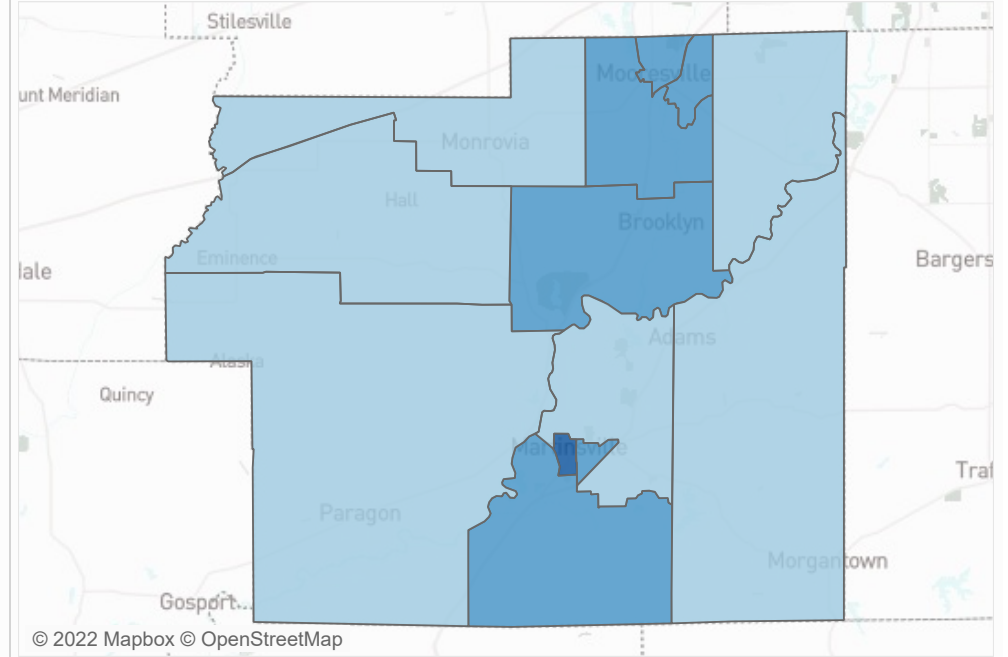 Stilesville
Mooresville
unt Meridian
Monrovia
Hall
Brooklyn
Eminence
dale
Bargers
Adams
Alaska
Quincy
Martinsville
Traf
Paragon
Morgantown
Gosport...
© 2022 Mapbox © OpenStreetMap